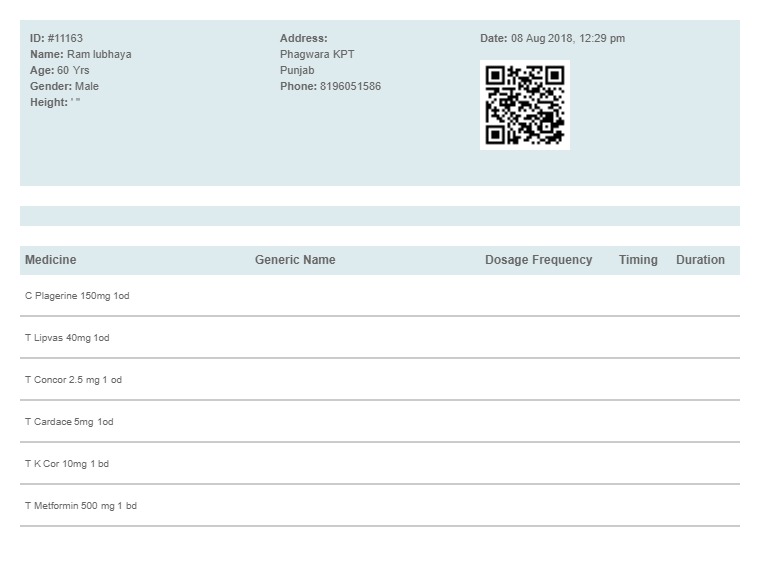 ID: #11163
Name: Ram lubhaya
Age: 60 Yrs
Gender: Male
Height: ' "
Address:
Phagwara KPT
Punjab
Phone: 8196051586
Date: 08 Aug 2018, 12:29 pm
Medicine Generic Name Dosage Frequency Timing Duration
C Plagerine 150mg 1od
T Lipvas 40mg 1od
T Concor 2.5 mg 1 od
T Cardace 5mg 1od
T K Cor 10mg 1 bd
T Metformin 500 mg 1 bd